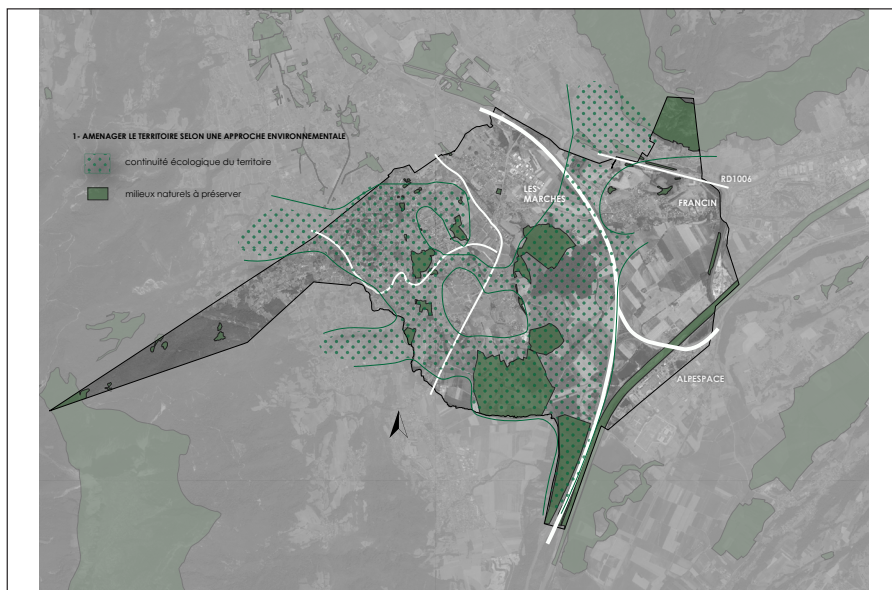 1- AMENAGER LE TERRITOIRE SELON UNE APPROCHE ENVIRONNEMENTALE
continuité écologique du territoire
milieux naturels à préserver
LES
MARCHES
RD1006
FRANCIN
ALPESPACE